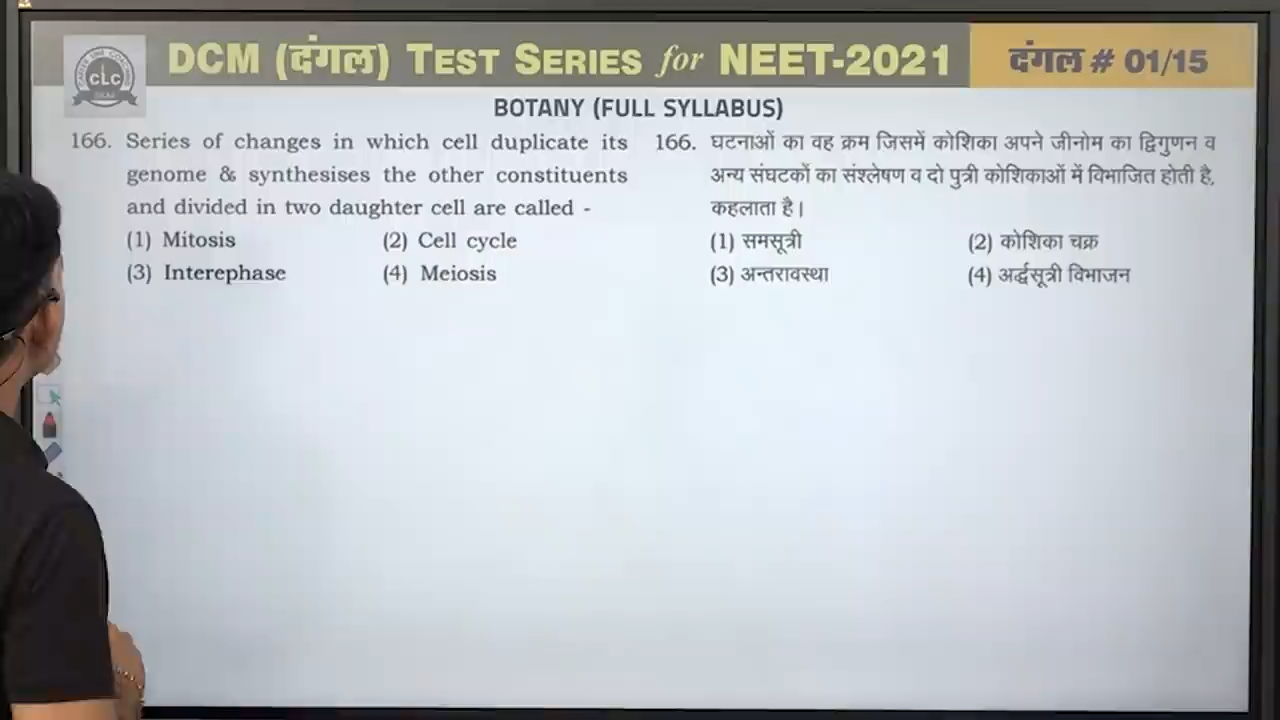 DCM (दंगल) TEST SERIES for NEET-2021
दंगल # 01/15
CLC
BOTANY (FULL SYLLABUS)
166. Series of changes in which cell duplicate its
genome & synthesises the other constituents
and divided in two daughter cell are called -
(1) Mitosis (2) Cell cycle
(3) Interephase (4) Meiosis
166. घटनाओं का वह क्रम जिसमें कोशिका अपने जीनोम का द्विगुणन व
अन्य संघटकों का संश्लेषण व दो पुत्री कोशिकाओं में विभाजित होती है,
कहलाता है।
(1) समसूत्री (2) कोशिका चक्र
(3) अन्तरावस्था (4) अर्द्धसूत्री विभाजन